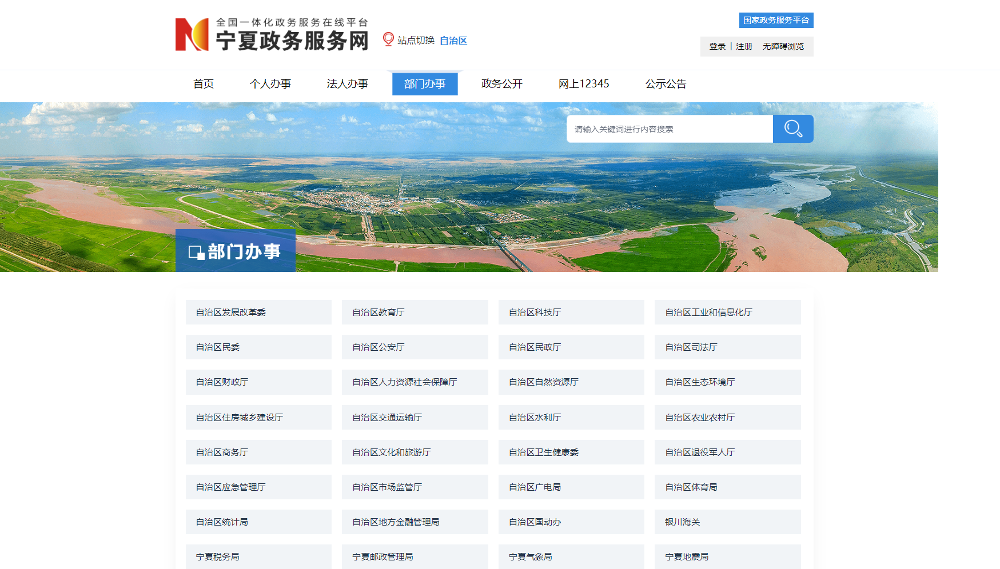 全国一体化政务服务在线平台
宁夏政务服务网
站点切换 自治区
国家政务服务平台
登录 | 注册 无障碍浏览
首页 个人办事 法人办事 部门办事 政务公开 网上12345 公示公告
请输入关键词进行内容搜索
部门办事
自治区发展改革委 自治区教育厅 自治区科技厅 自治区工业和信息化厅
自治区民委 自治区公安厅 自治区民政厅 自治区司法厅
自治区财政厅 自治区人力资源社会保障厅 自治区自然资源厅 自治区生态环境厅
自治区住房城乡建设厅 自治区交通运输厅 自治区水利厅 自治区农业农村厅
自治区商务厅 自治区文化和旅游厅 自治区卫生健康委 自治区退役军人厅
自治区应急管理厅 自治区市场监管厅 自治区广电局 自治区体育局
自治区统计局 自治区地方金融管理局 自治区国动办 银川海关
宁夏税务局 宁夏邮政管理局 宁夏气象局 宁夏地震局